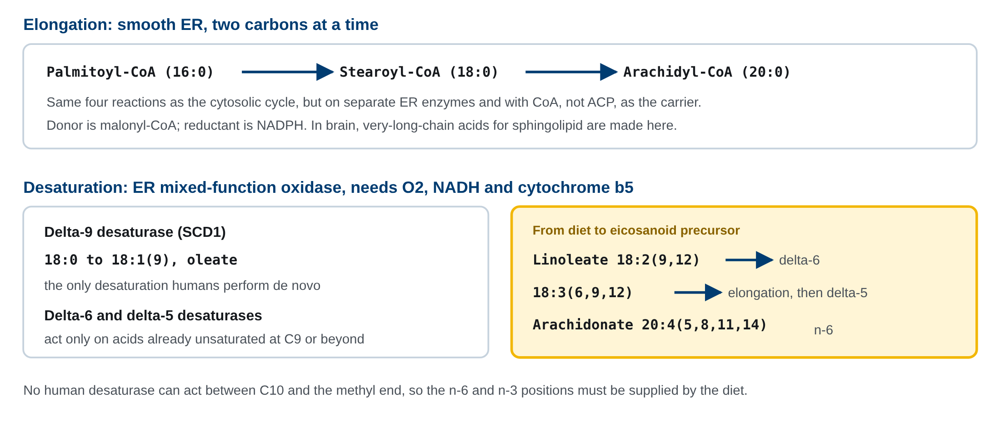 Elongation: smooth ER, two carbons at a time
Palmitoyl-CoA (16:0) Stearoyl-CoA (18:0) Arachidyl-CoA (20:0)
Same four reactions as the cytosolic cycle, but on separate ER enzymes and with CoA, not ACP, as the carrier.
Donor is malonyl-CoA; reductant is NADPH. In brain, very-long-chain acids for sphingolipid are made here.
Desaturation: ER mixed-function oxidase, needs O2, NADH and cytochrome b5
Delta-9 desaturase (SCD1)
18:0 to 18:1(9), oleate
the only desaturation humans perform de novo
Delta-6 and delta-5 desaturases
act only on acids already unsaturated at C9 or beyond
From diet to eicosanoid precursor
Linoleate 18:2(9,12) delta-6
18:3(6,9,12) elongation, then delta-5
Arachidonate 20:4(5,8,11,14) n-6
No human desaturase can act between C10 and the methyl end, so the n-6 and n-3 positions must be supplied by the diet.